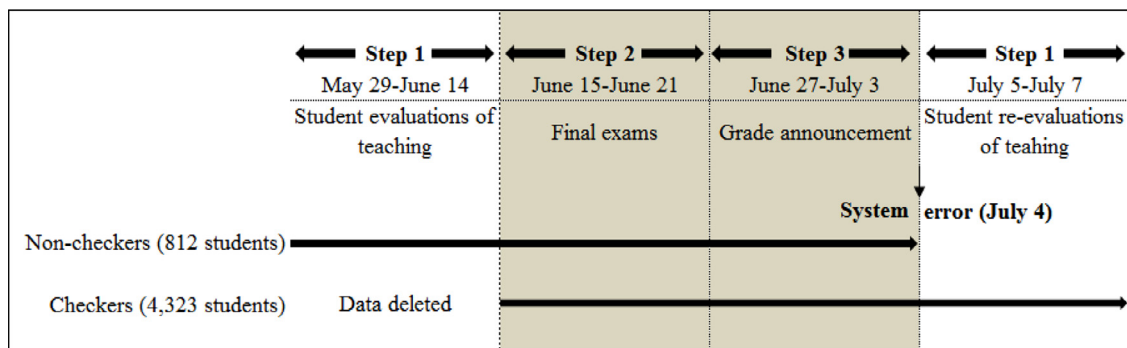 Step 1 Step 2 Step 3 Step 1
May 29-June 14 June 15-June 21 June 27-July 3 July 5-July 7
Student evaluations of teaching
Final exams
Grade announcement
Student re-evaluations of teahing
System error (July 4)
Non-checkers (812 students)
Checkers (4,323 students) Data deleted